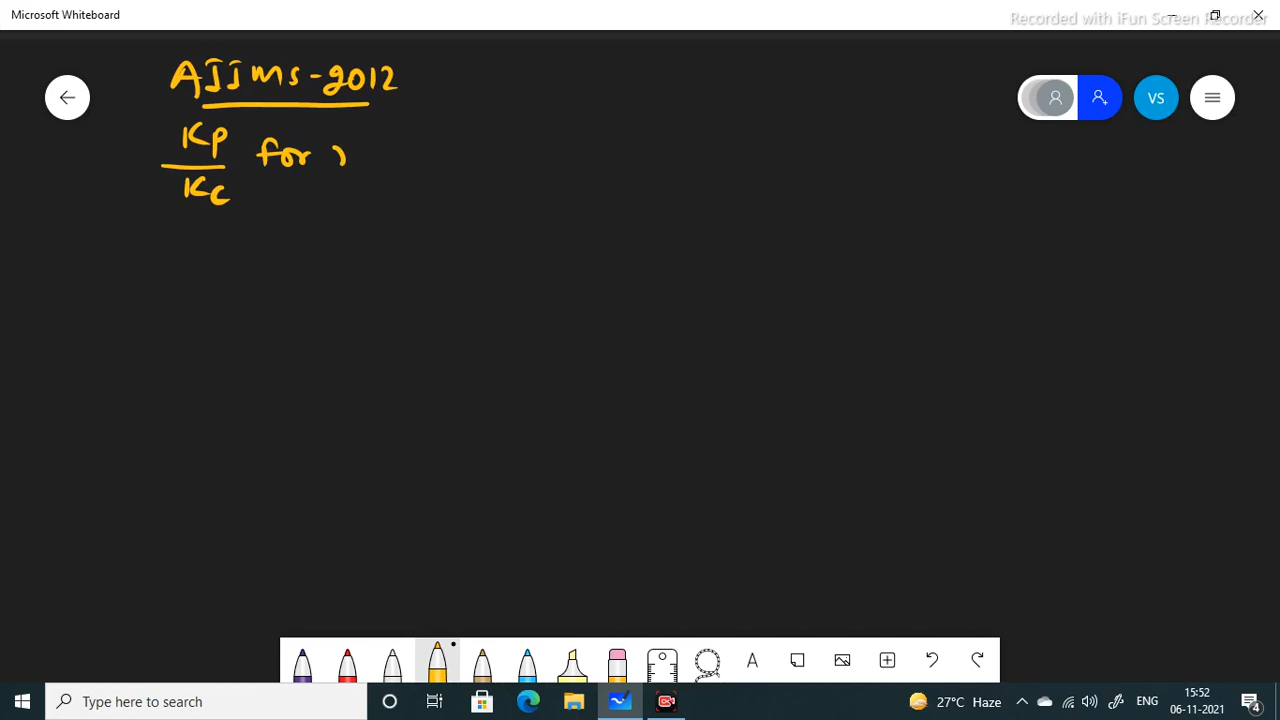 Microsoft Whiteboard
Recorded with iFun Screen Recorder
AIIMS-2012
Kp
Kc
for
VS
A
Type here to search
27°C Haze
ENG
15:52
06-11-2021
4